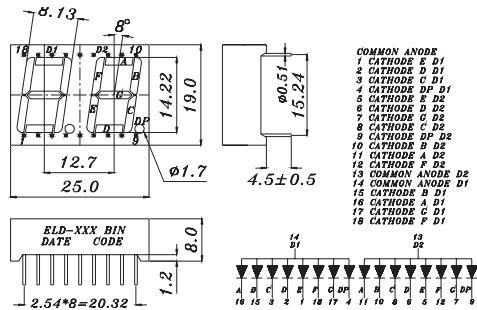 8.13
8°
18 D1 D2 10
A
F B
G
E C
D DP
1 9
14.22
19.0
12.7
Ø1.7
25.0
Ø0.51
15.24
4.5±0.5
COMMON ANODE
1 CATHODE E D1
2 CATHODE D D1
3 CATHODE C D1
4 CATHODE DP D1
5 CATHODE E D2
6 CATHODE D D2
7 CATHODE G D2
8 CATHODE C D2
9 CATHODE DP D2
10 CATHODE B D2
11 CATHODE A D2
12 CATHODE F D2
13 COMMON ANODE D2
14 COMMON ANODE D1
15 CATHODE B D1
16 CATHODE A D1
17 CATHODE G D1
18 CATHODE F D1
ELD-XXX BIN
DATE CODE
8.0
1.2
2.54*8=20.32
14 13
D1 D2
A B C D E F G DP A B C D E F G DP
16 15 3 2 1 18 17 4 11 10 8 6 5 12 7 9